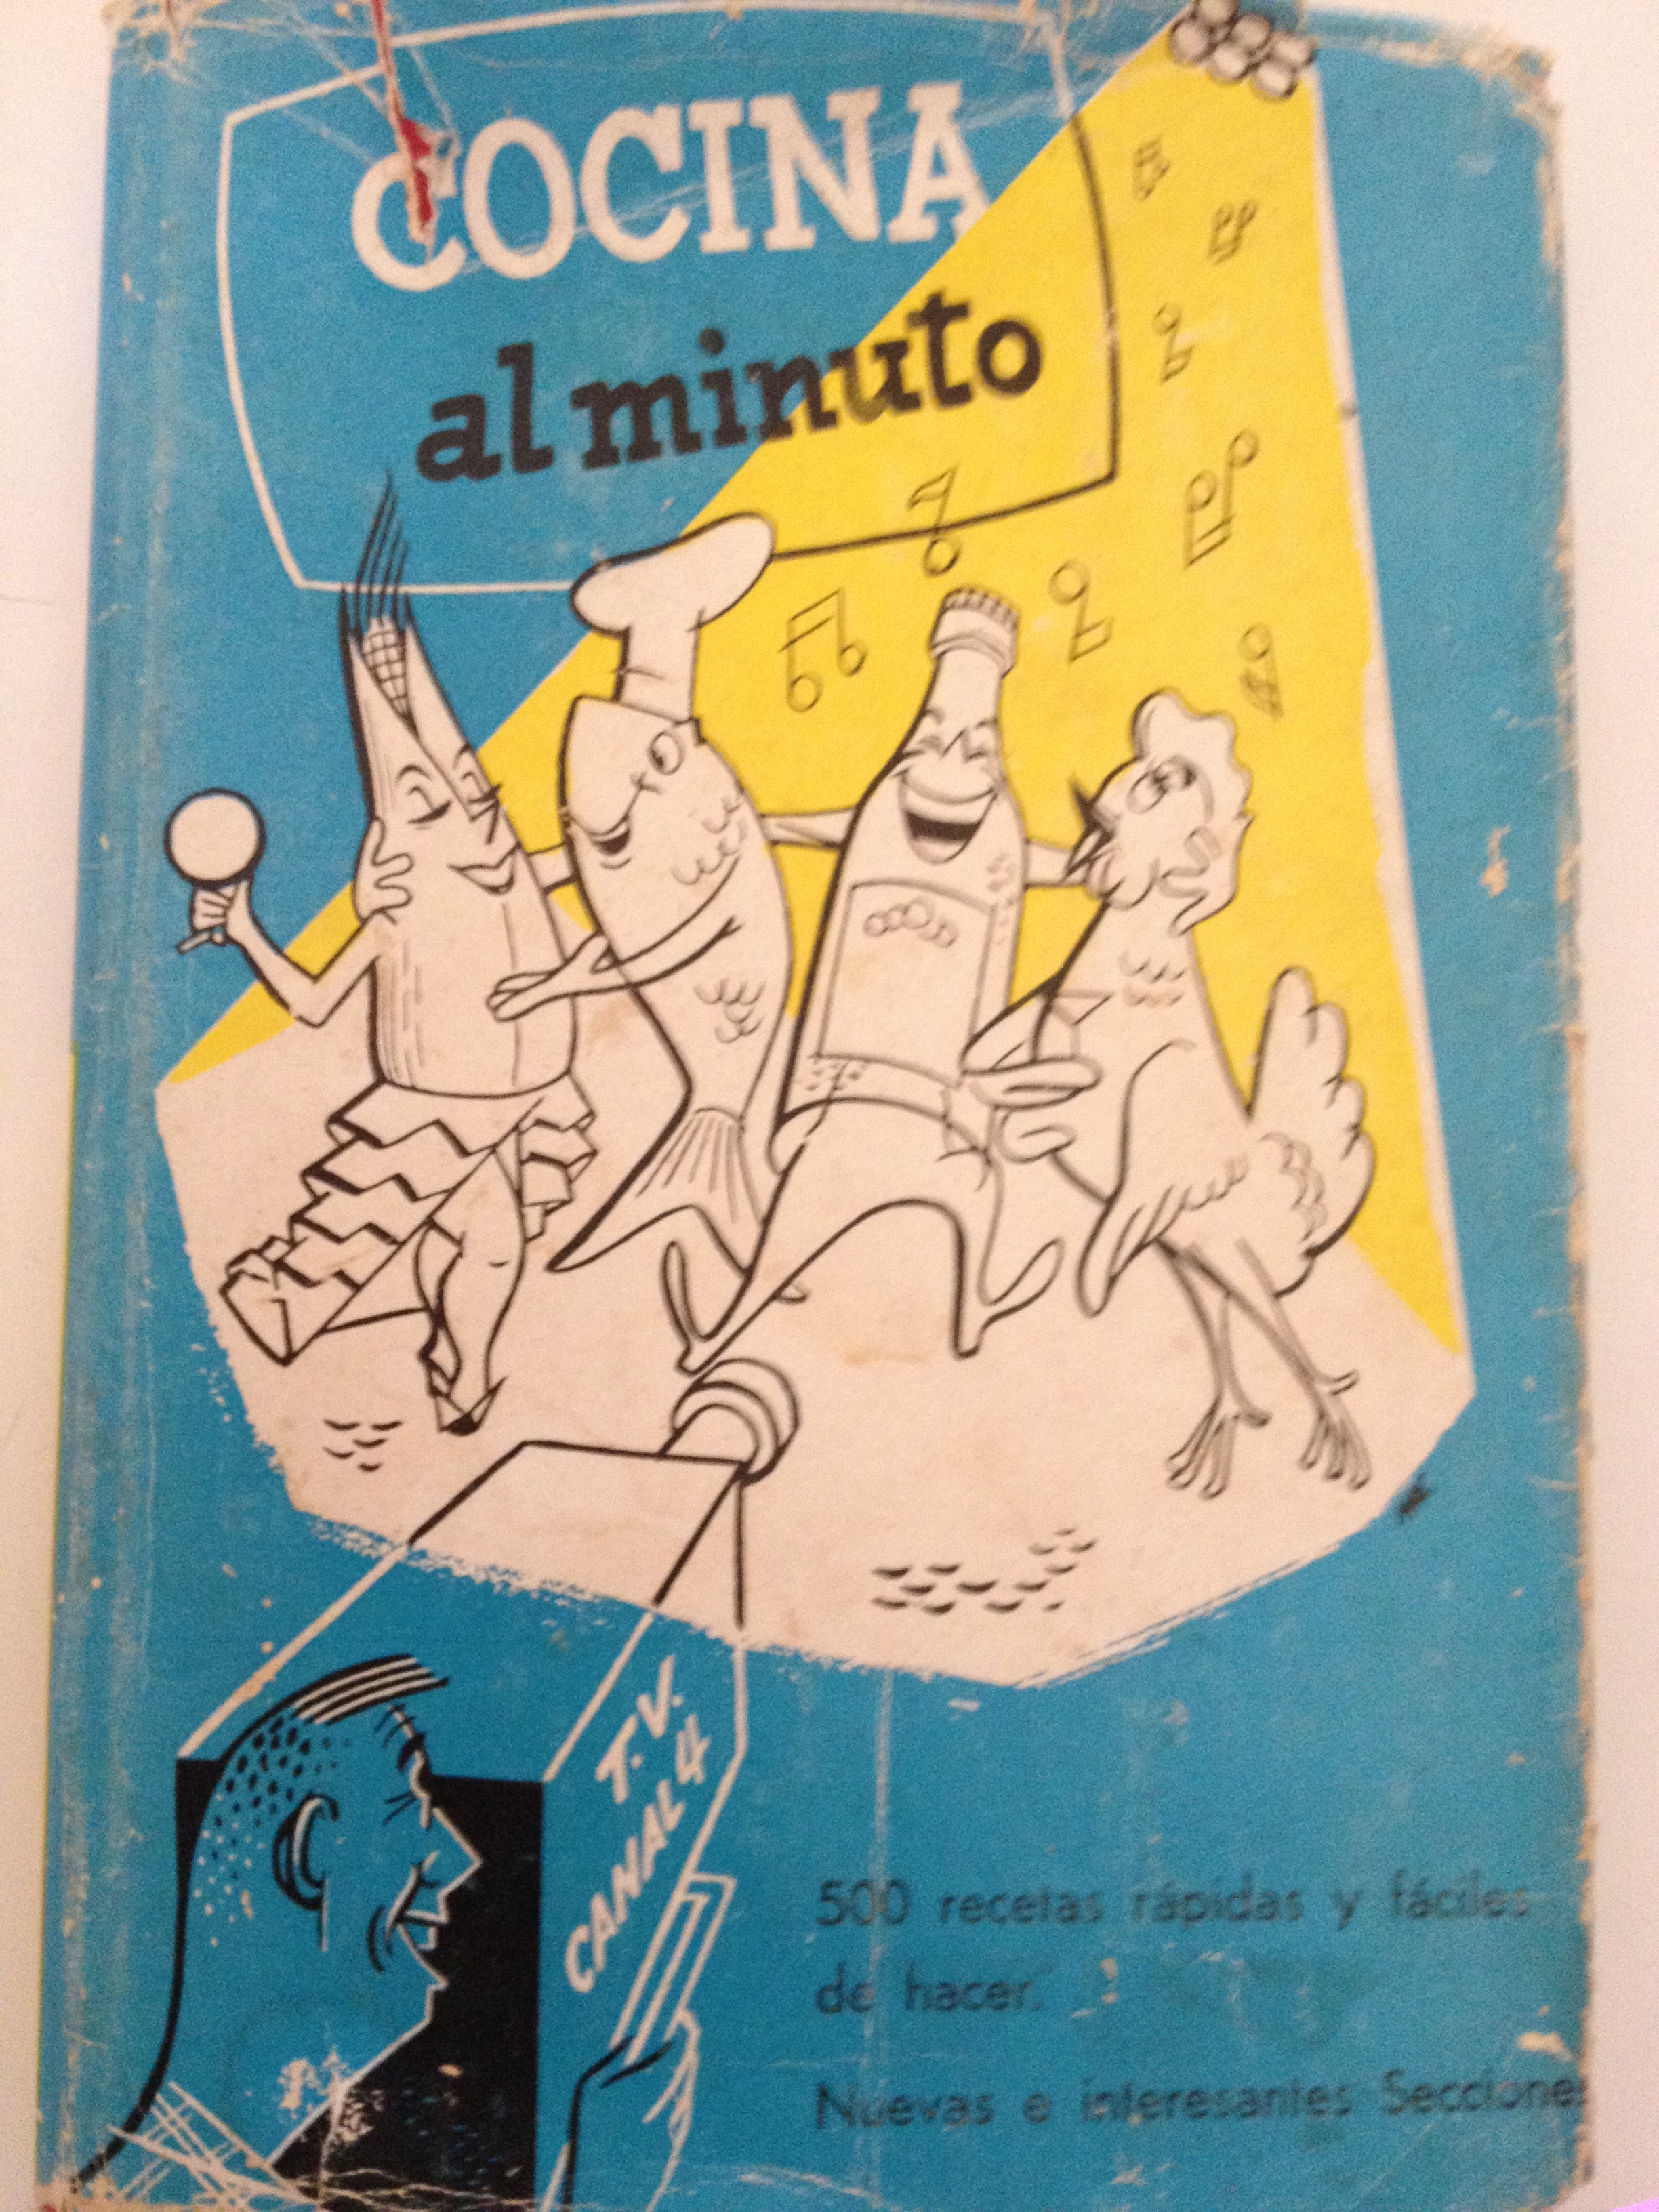 COCINA
al minuto
T.V.
CANAL 4
500 recetas rápidas y fáciles
de hacer.
Nuevas e interesantes Secciones